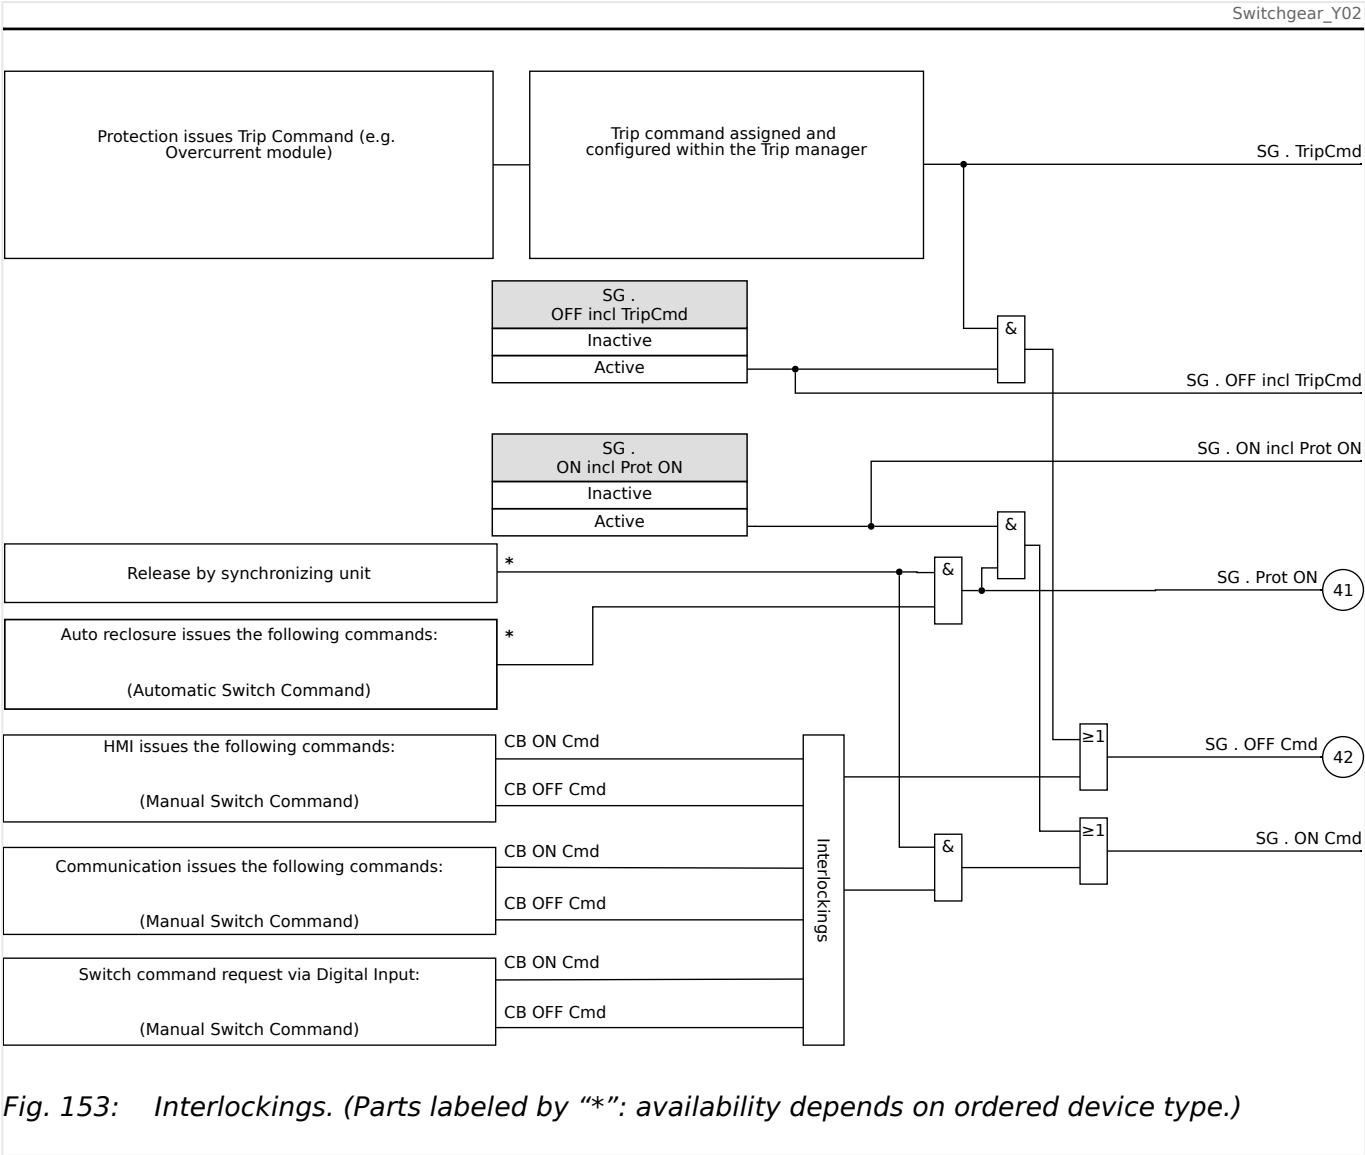 Switchgear_Y02
Protection issues Trip Command (e.g.
Overcurrent module)
Trip command assigned and
configured within the Trip manager
SG . TripCmd
SG .
OFF incl TripCmd
Inactive
Active
&
SG . OFF incl TripCmd
SG .
ON incl Prot ON
Inactive
Active
SG . ON incl Prot ON
&
Release by synchronizing unit
*
&
SG . Prot ON
41
Auto reclosure issues the following commands:
(Automatic Switch Command)
*
HMI issues the following commands:
(Manual Switch Command)
CB ON Cmd
CB OFF Cmd
≥1
SG . OFF Cmd
42
Communication issues the following commands:
(Manual Switch Command)
CB ON Cmd
CB OFF Cmd
Interlockings
&
≥1
SG . ON Cmd
Switch command request via Digital Input:
(Manual Switch Command)
CB ON Cmd
CB OFF Cmd
Fig. 153: Interlockings. (Parts labeled by “*”: availability depends on ordered device type.)